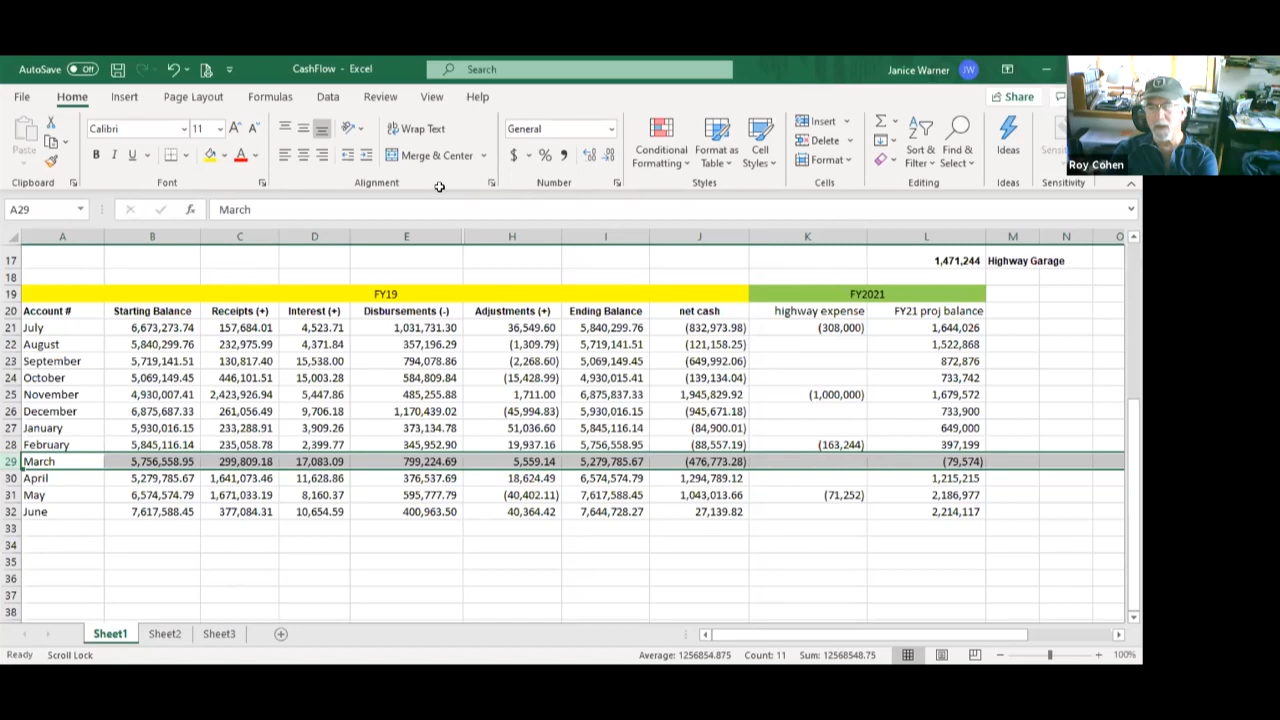 AutoSave Off CashFlow - Excel Search Janice Warner JW
File Home Insert Page Layout Formulas Data Review View Help Share
Calibri 11 Wrap Text General Insert
Paste B I U Merge & Center $ % Conditional Formatting Format as Table Cell Styles Delete Format Sort & Filter Find & Select Ideas
Roy Cohen
Clipboard Font Alignment Number Styles Cells Editing Ideas Sensitivity
A29 fx March
A B C D E H I J K L M N O
17 1,471,244 Highway Garage
18
19 FY19 FY2021
20 Account # Starting Balance Receipts (+) Interest (+) Disbursements (-) Adjustments (+) Ending Balance net cash highway expense FY21 proj balance
21 July 6,673,273.74 157,684.01 4,523.71 1,031,731.30 36,549.60 5,840,299.76 (832,973.98) (308,000) 1,644,026
22 August 5,840,299.76 232,975.99 4,371.84 357,196.29 (1,309.79) 5,719,141.51 (121,158.25) 1,522,868
23 September 5,719,141.51 130,817.40 15,538.00 794,078.86 (2,268.60) 5,069,149.45 (649,992.06) 872,876
24 October 5,069,149.45 446,101.51 15,003.28 584,809.84 (15,428.99) 4,930,015.41 (139,134.04) 733,742
25 November 4,930,007.41 2,423,926.94 5,447.86 485,255.88 1,711.00 6,875,837.33 1,945,829.92 (1,000,000) 1,679,572
26 December 6,875,687.33 261,056.49 9,706.18 1,170,439.02 (45,994.83) 5,930,016.15 (945,671.18) 733,900
27 January 5,930,016.15 233,288.91 3,909.26 373,134.78 51,036.60 5,845,116.14 (84,900.01) 649,000
28 February 5,845,116.14 235,058.78 2,399.77 345,952.90 19,937.16 5,756,558.95 (88,557.19) (163,244) 397,199
29 March 5,756,558.95 299,809.18 17,083.09 799,224.69 5,559.14 5,279,785.67 (476,773.28) (79,574)
30 April 5,279,785.67 1,641,073.46 11,628.86 376,537.69 18,624.49 6,574,574.79 1,294,789.12 1,215,215
31 May 6,574,574.79 1,671,033.19 8,160.37 595,777.79 (40,402.11) 7,617,588.45 1,043,013.66 (71,252) 2,186,977
32 June 7,617,588.45 377,084.31 10,654.59 400,963.50 40,364.42 7,644,728.27 27,139.82 2,214,117
33
34
35
36
37
38
Sheet1 Sheet2 Sheet3
Ready Scroll Lock Average: 1256854.875 Count: 11 Sum: 12568548.75 100%